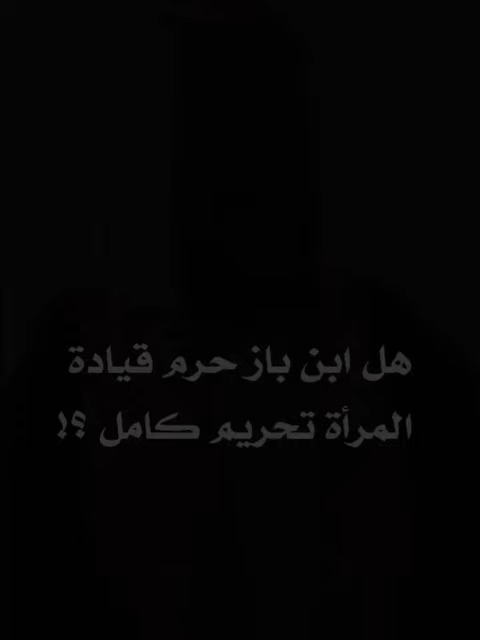 هل ابن باز حرم قيادة
المرأة تحريم كامل ؟!